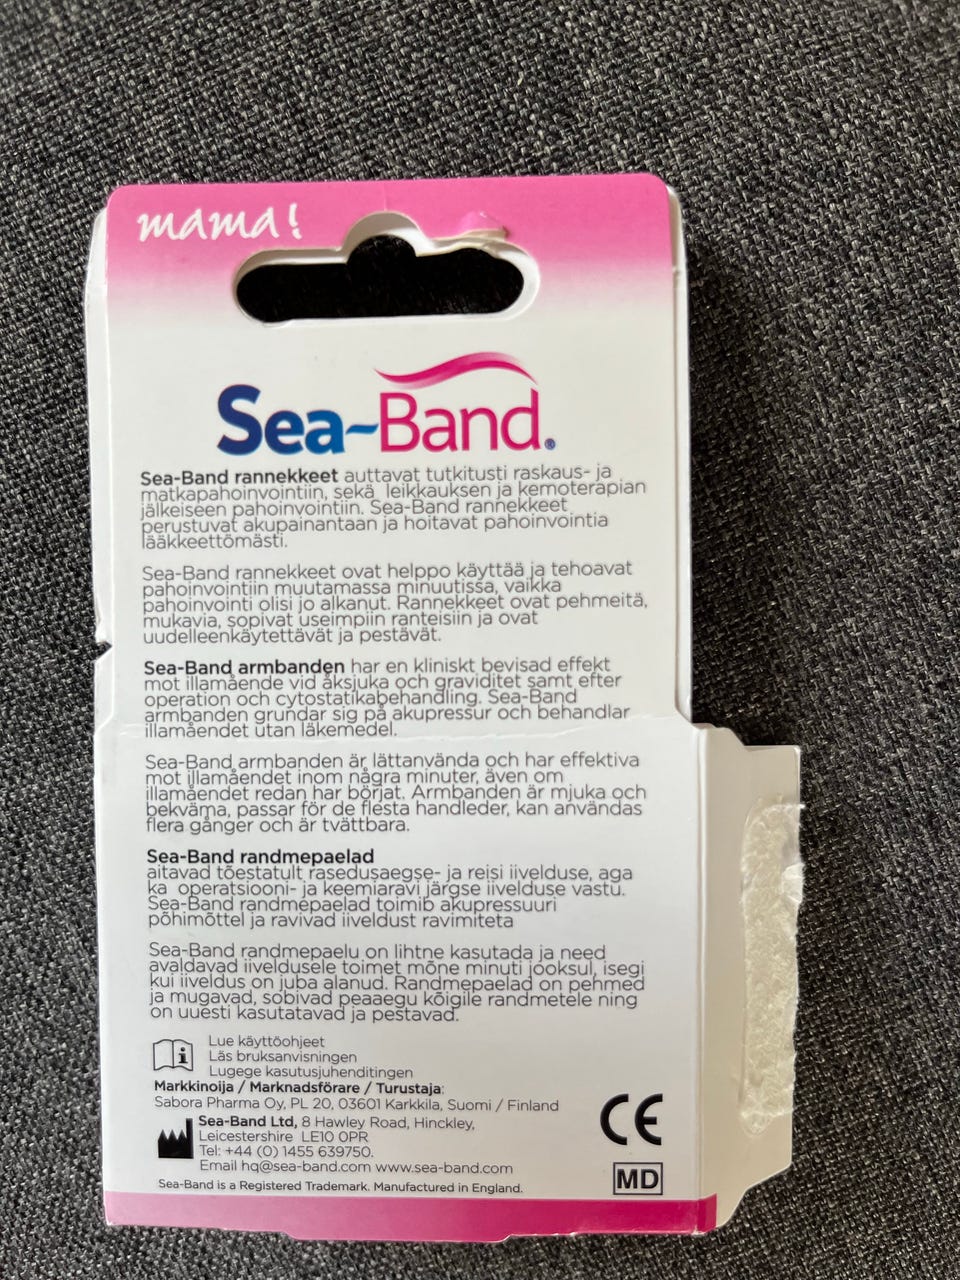 mama!
Sea-Band®
Sea-Band rannekkeet auttavat tutkitusti raskaus- ja
matkapahoinvointiin, sekä leikkauksen ja kemoterapian
jälkeiseen pahoinvointiin. Sea-Band rannekkeet
perustuvat akupainantaan ja hoitavat pahoinvointia
lääkkeettömästi.
Sea-Band rannekkeet ovat helppo käyttää ja tehoavat
pahoinvointiin muutamassa minuutissa, vaikka
pahoinvointi olisi jo alkanut. Rannekkeet ovat pehmeitä,
mukavia, sopivat useimpiin ranteisiin ja ovat
uudelleenkäytettävät ja pestävät.
Sea-Band armbanden har en kliniskt bevisad effekt
mot illamående vid åksjuka och graviditet samt efter
operation och cytostatikabehandling. Sea-Band
armbanden grundar sig på akupressur och behandlar
illamåendet utan läkemedel.
Sea-Band armbanden är lättanvända och har effektiva
mot illamåendet inom några minuter, även om
illamåendet redan har börjat. Armbanden är mjuka och
bekväma, passar för de flesta handleder, kan användas
flera gånger och är tvättbara.
Sea-Band randmepaelad
aitavad tõestatult rasedusaegse- ja reisi iivelduse, aga
ka operatsiooni- ja keemiaravi järgse iivelduse vastu.
Sea-Band randmepaelad toimib akupressuuri
põhimõttel ja ravivad iiveldust ravimiteta
Sea-Band randmepaelu on lihtne kasutada ja need
avaldavad iiveldusele toimet mõne minuti jooksul, isegi
kui iiveldus on juba alanud. Randmepaelad on pehmed
ja mugavad, sobivad peaaegu kõigile randmetele ning
on uuesti kasutatavad ja pestavad.
Lue käyttöohjeet
Läs bruksanvisningen
Lugege kasutusjuhenditingen
Markkinoija / Marknadsförare / Turustaja:
Sabora Pharma Oy, PL 20, 03601 Karkkila, Suomi / Finland
Sea-Band Ltd, 8 Hawley Road, Hinckley,
Leicestershire LE10 0PR
Tel: +44 (0) 1455 639750.
Email hq@sea-band.com www.sea-band.com
Sea-Band is a Registered Trademark. Manufactured in England.
CE
MD